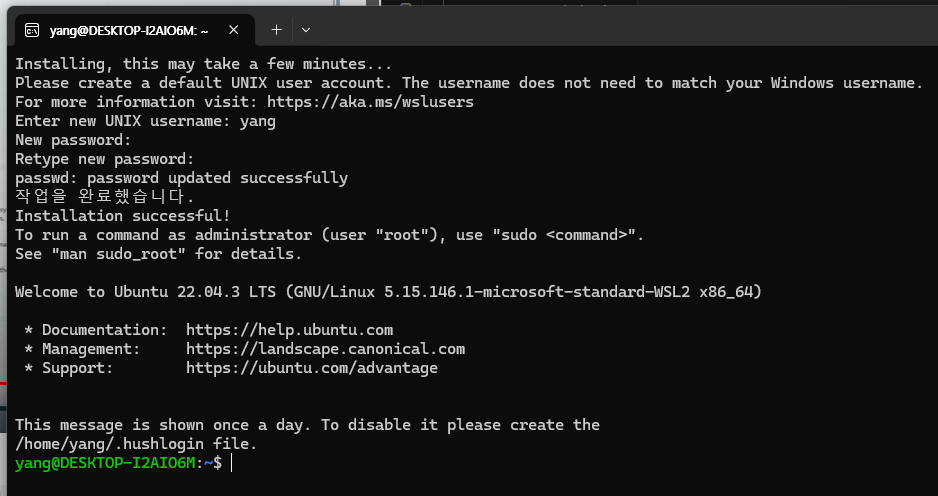 yang@DESKTOP-I2AIO6M: ~
Installing, this may take a few minutes...
Please create a default UNIX user account. The username does not need to match your Windows username.
For more information visit: https://aka.ms/wslusers
Enter new UNIX username: yang
New password:
Retype new password:
passwd: password updated successfully
작업을 완료했습니다.
Installation successful!
To run a command as administrator (user "root"), use "sudo <command>".
See "man sudo_root" for details.
Welcome to Ubuntu 22.04.3 LTS (GNU/Linux 5.15.146.1-microsoft-standard-WSL2 x86_64)
* Documentation:  https://help.ubuntu.com
* Management:     https://landscape.canonical.com
* Support:        https://ubuntu.com/advantage
This message is shown once a day. To disable it please create the
/home/yang/.hushlogin file.
yang@DESKTOP-I2AIO6M:~$